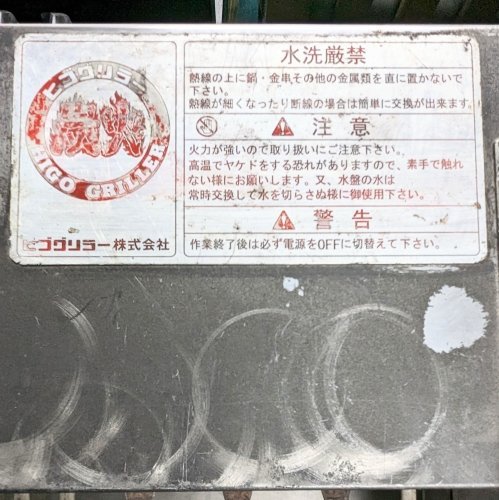 ヒゴグリラー
HIGO GRILLER
ヒゴグリラー株式会社
水洗厳禁
熱線の上に鍋・金串その他の金属類を直に置かないで
下さい。
熱線が細くなったり断線の場合は簡単に交換が出来ます。
注意
火力が強いので取り扱いにご注意下さい。
高温でヤケドをする恐れがありますので、素手で触れ
ない様にお願いします。又、水盤の水は
常時交換して水を切らさぬ様に御使用下さい。
警告
作業終了後は必ず電源をOFFに切替えて下さい。